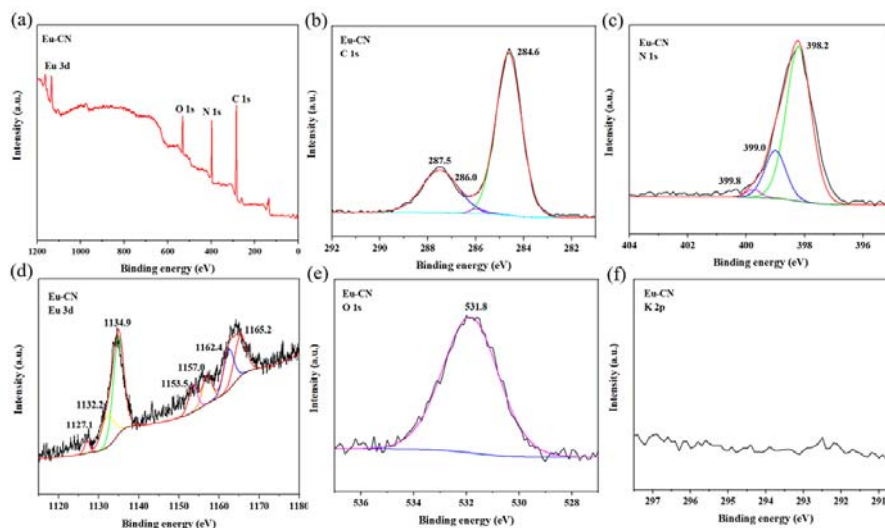 (a)
Eu-CN
Eu 3d
O 1s
N 1s
C 1s
Intensity (a.u.)
1200 1000 800 600 400 200 0
Binding energy (eV)
(b)
Eu-CN
C 1s
284.6
287.5
286.0
Intensity (a.u.)
292 290 288 286 284 282
Binding energy (eV)
(c)
Eu-CN
N 1s
398.2
399.0
399.8
Intensity (a.u.)
404 402 400 398 396
Binding energy (eV)
(d)
Eu-CN
Eu 3d
1134.9
1165.2
1162.4
1157.0
1153.5
1132.2
1127.1
Intensity (a.u.)
1120 1130 1140 1150 1160 1170 1180
Binding energy (eV)
(e)
Eu-CN
O 1s
531.8
Intensity (a.u.)
536 534 532 530 528
Binding energy (eV)
(f)
Eu-CN
K 2p
Intensity (a.u.)
297 296 295 294 293 292 291
Binding energy (eV)